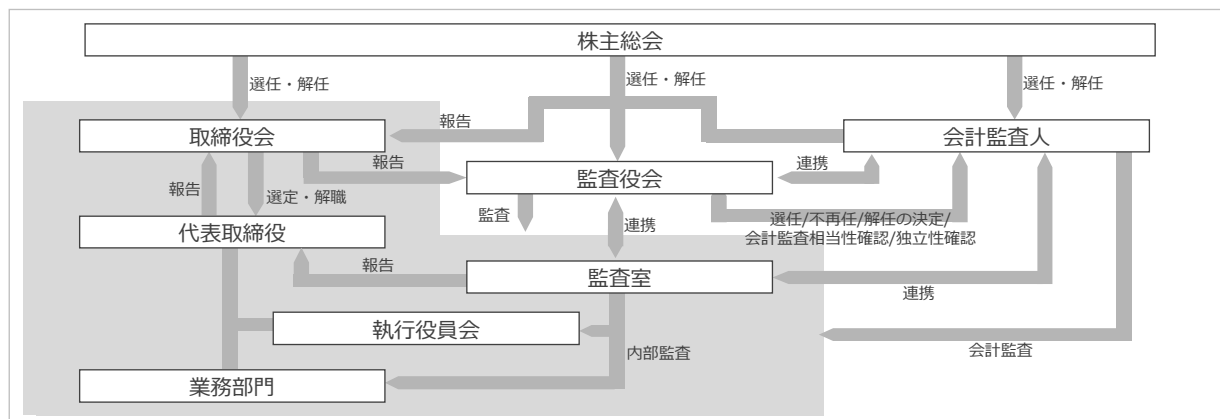 株主総会
選任・解任
選任・解任
選任・解任
報告
取締役会
会計監査人
報告
連携
監査役会
報告
選定・解職
監査
連携
選任/不再任/解任の決定/
会計監査相当性確認/独立性確認
代表取締役
報告
監査室
連携
執行役員会
内部監査
会計監査
業務部門